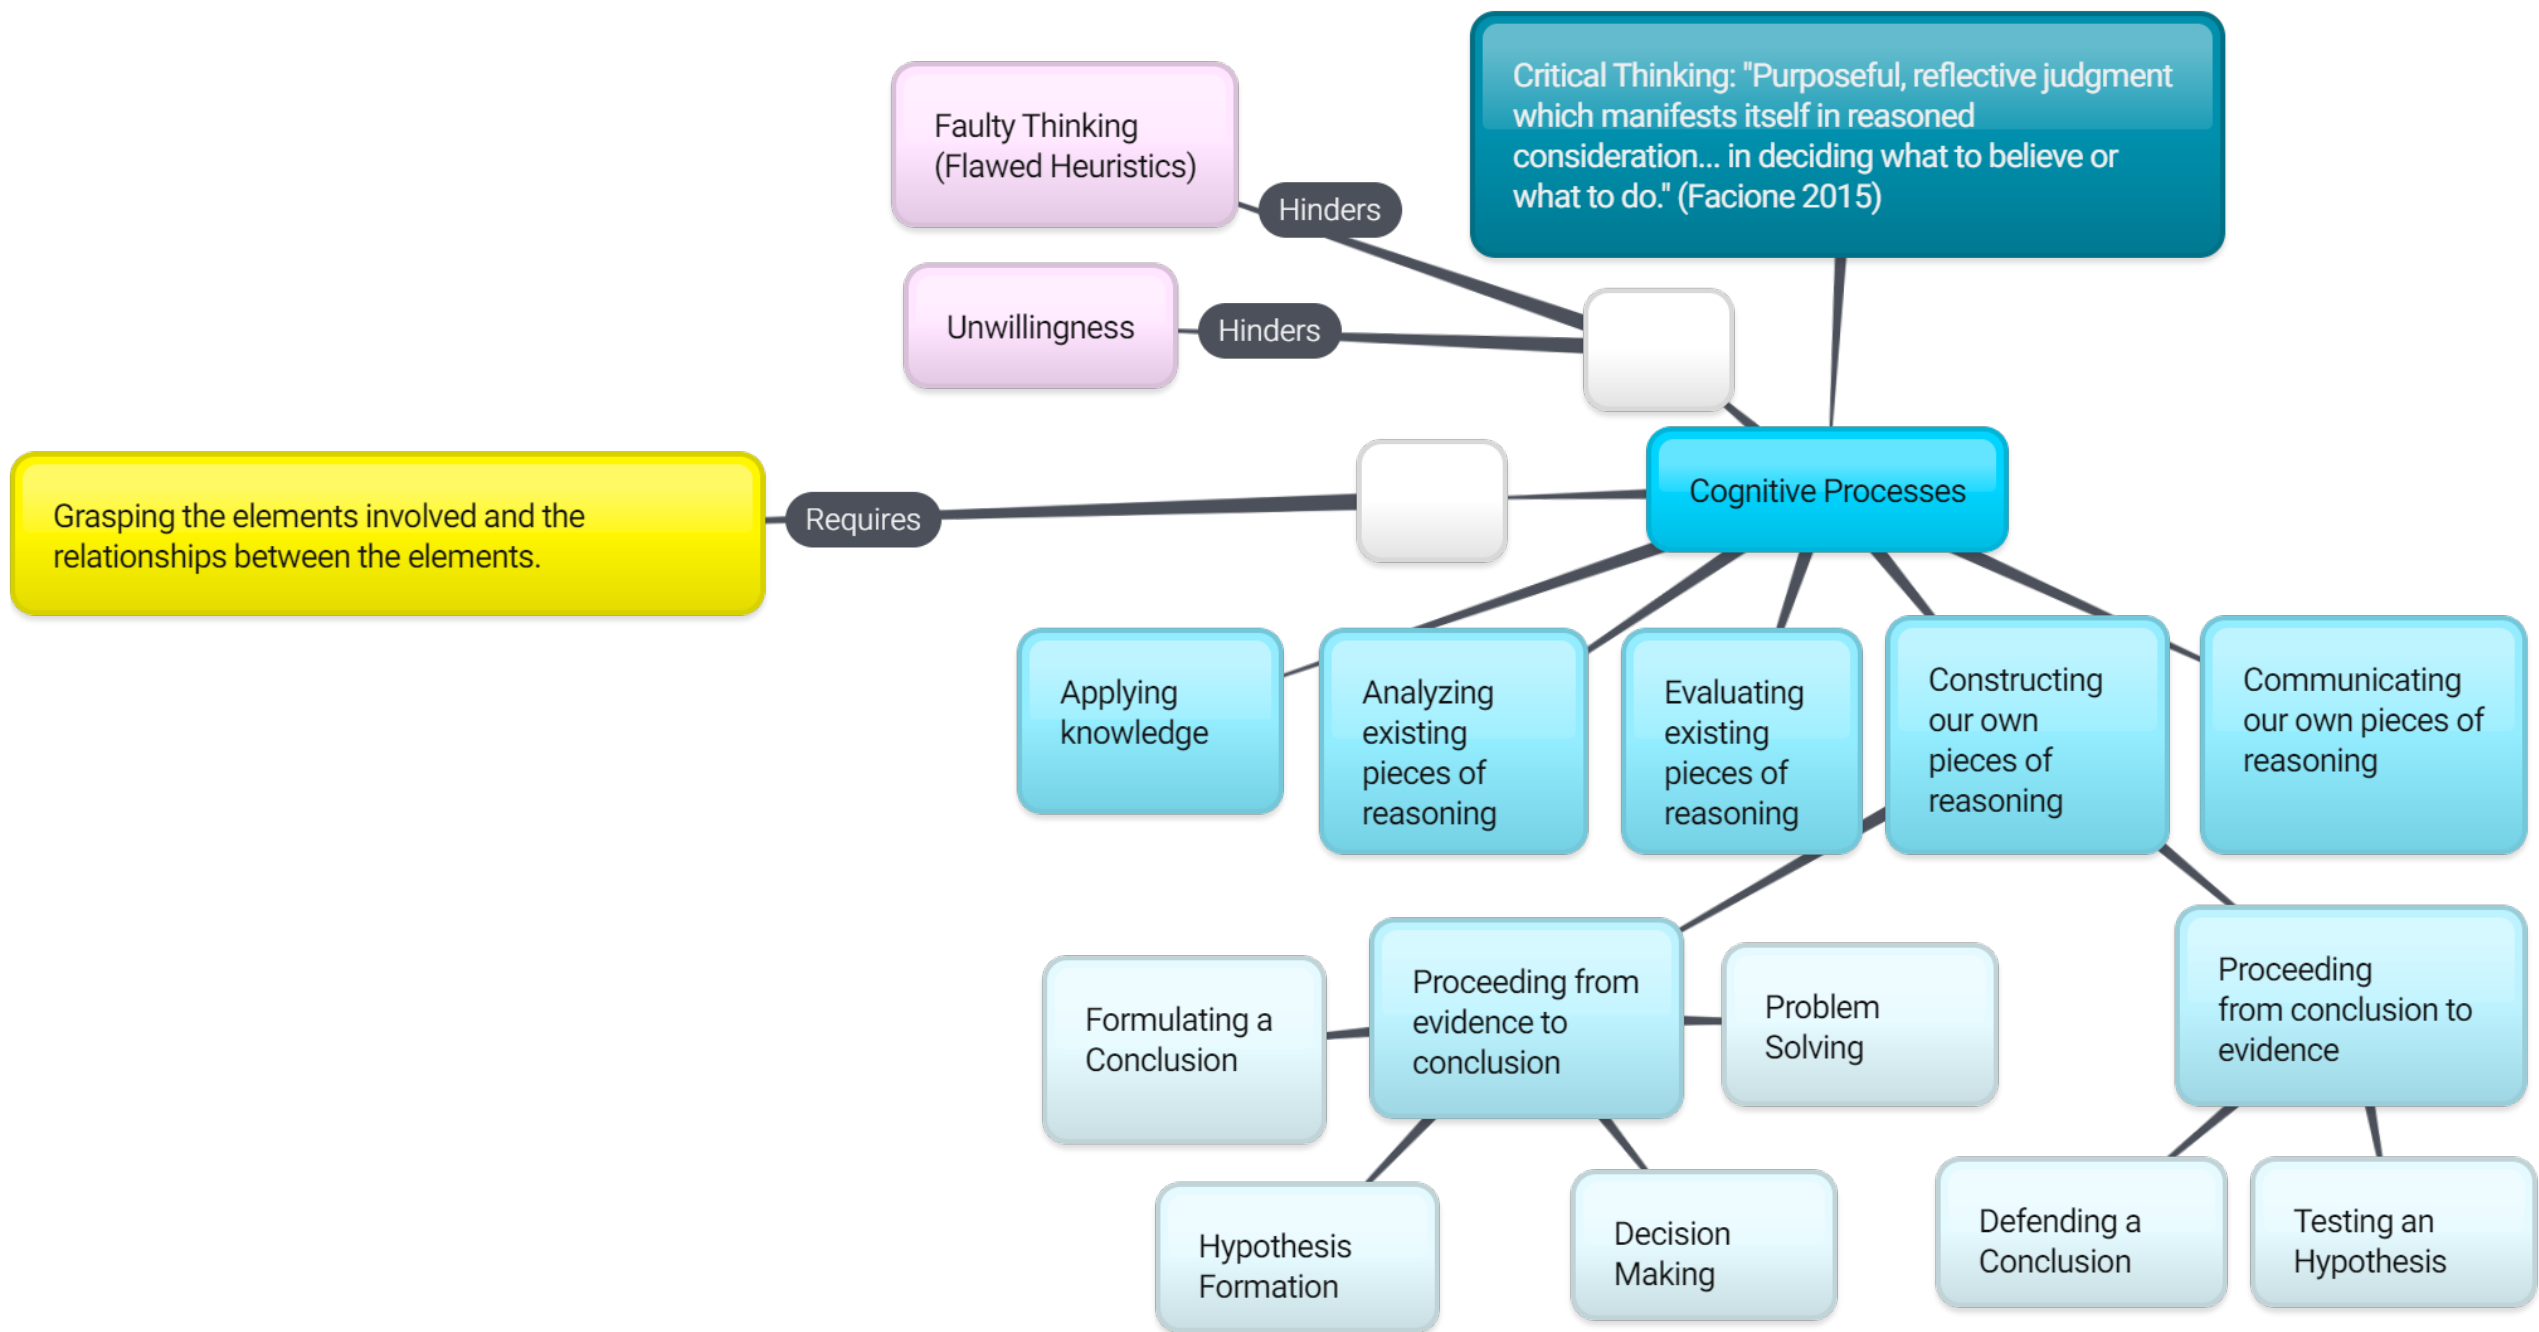 Critical Thinking: "Purposeful, reflective judgment
which manifests itself in reasoned
consideration... in deciding what to believe or
what to do." (Facione 2015)
Faulty Thinking
(Flawed Heuristics)
Hinders
Unwillingness
Hinders
Grasping the elements involved and the
relationships between the elements.
Requires
Cognitive Processes
Applying
knowledge
Analyzing
existing
pieces of
reasoning
Evaluating
existing
pieces of
reasoning
Constructing
our own
pieces of
reasoning
Communicating
our own pieces of
reasoning
Formulating a
Conclusion
Proceeding from
evidence to
conclusion
Problem
Solving
Proceeding
from conclusion to
evidence
Hypothesis
Formation
Decision
Making
Defending a
Conclusion
Testing an
Hypothesis